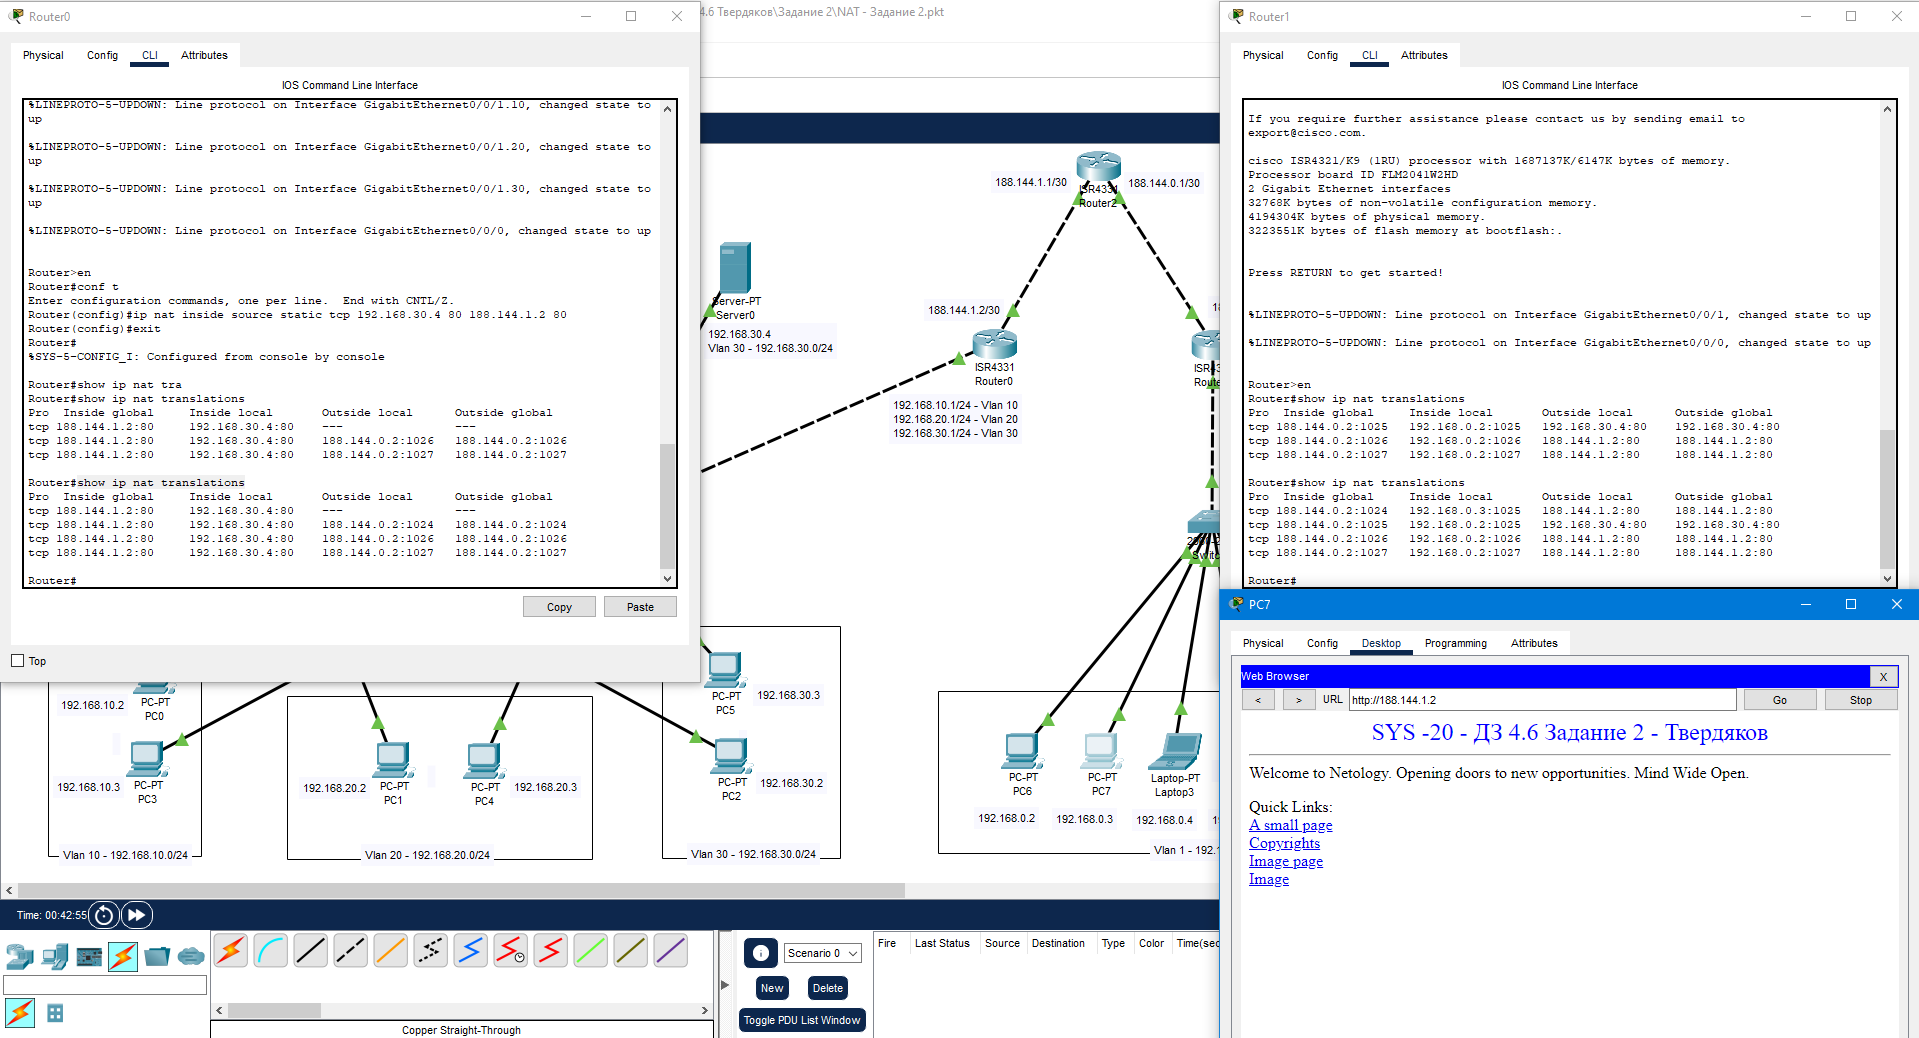 Router0
Physical Config CLI Attributes
IOS Command Line Interface
%LINEPROTO-5-UPDOWN: Line protocol on Interface GigabitEthernet0/0/1.10, changed state to
up
%LINEPROTO-5-UPDOWN: Line protocol on Interface GigabitEthernet0/0/1.20, changed state to
up
%LINEPROTO-5-UPDOWN: Line protocol on Interface GigabitEthernet0/0/1.30, changed state to
up
%LINEPROTO-5-UPDOWN: Line protocol on Interface GigabitEthernet0/0/0, changed state to up
Router>en
Router#conf t
Enter configuration commands, one per line.  End with CNTL/Z.
Router(config)#ip nat inside source static tcp 192.168.30.4 80 188.144.1.2 80
Router(config)#exit
Router#
%SYS-5-CONFIG_I: Configured from console by console
Router#show ip nat tra
Router#show ip nat translations
Pro  Inside global     Inside local       Outside local      Outside global
tcp 188.144.1.2:80     192.168.30.4:80    ---                ---
tcp 188.144.1.2:80     192.168.30.4:80    188.144.0.2:1026   188.144.0.2:1026
tcp 188.144.1.2:80     192.168.30.4:80    188.144.0.2:1027   188.144.0.2:1027
Router#show ip nat translations
Pro  Inside global     Inside local       Outside local      Outside global
tcp 188.144.1.2:80     192.168.30.4:80    ---                ---
tcp 188.144.1.2:80     192.168.30.4:80    188.144.0.2:1024   188.144.0.2:1024
tcp 188.144.1.2:80     192.168.30.4:80    188.144.0.2:1026   188.144.0.2:1026
tcp 188.144.1.2:80     192.168.30.4:80    188.144.0.2:1027   188.144.0.2:1027
Router#
Copy Paste
Top
4.6 Твердяков\Задание 2\NAT - Задание 2.pkt
188.144.1.1/30
188.144.0.1/30
ISR4331
Router2
Server-PT
Server0
192.168.30.4
Vlan 30 - 192.168.30.0/24
188.144.1.2/30
ISR4331
Router0
192.168.10.1/24 - Vlan 10
192.168.20.1/24 - Vlan 20
192.168.30.1/24 - Vlan 30
192.168.10.2
PC-PT
PC0
192.168.10.3
PC-PT
PC3
Vlan 10 - 192.168.10.0/24
192.168.20.2
PC-PT
PC1
PC-PT
PC4
192.168.20.3
Vlan 20 - 192.168.20.0/24
PC-PT
PC5
192.168.30.3
PC-PT
PC2
192.168.30.2
Vlan 30 - 192.168.30.0/24
PC-PT
PC6
192.168.0.2
PC-PT
PC7
192.168.0.3
Laptop-PT
Laptop3
192.168.0.4
Vlan 1 - 192.1
Router1
Physical Config CLI Attributes
IOS Command Line Interface
If you require further assistance please contact us by sending email to
export@cisco.com.
cisco ISR4321/K9 (1RU) processor with 1687137K/6147K bytes of memory.
Processor board ID FLM2041W2HD
2 Gigabit Ethernet interfaces
32768K bytes of non-volatile configuration memory.
4194304K bytes of physical memory.
3223551K bytes of flash memory at bootflash:.
Press RETURN to get started!
%LINEPROTO-5-UPDOWN: Line protocol on Interface GigabitEthernet0/0/1, changed state to up
%LINEPROTO-5-UPDOWN: Line protocol on Interface GigabitEthernet0/0/0, changed state to up
Router>en
Router#show ip nat translations
Pro  Inside global     Inside local       Outside local      Outside global
tcp 188.144.0.2:1025   192.168.0.2:1025   192.168.30.4:80    192.168.30.4:80
tcp 188.144.0.2:1026   192.168.0.2:1026   188.144.1.2:80     188.144.1.2:80
tcp 188.144.0.2:1027   192.168.0.2:1027   188.144.1.2:80     188.144.1.2:80
Router#show ip nat translations
Pro  Inside global     Inside local       Outside local      Outside global
tcp 188.144.0.2:1024   192.168.0.3:1025   188.144.1.2:80     188.144.1.2:80
tcp 188.144.0.2:1025   192.168.0.2:1025   192.168.30.4:80    192.168.30.4:80
tcp 188.144.0.2:1026   192.168.0.2:1026   188.144.1.2:80     188.144.1.2:80
tcp 188.144.0.2:1027   192.168.0.2:1027   188.144.1.2:80     188.144.1.2:80
Router#
PC7
Physical Config Desktop Programming Attributes
Web Browser X
< > URL http://188.144.1.2 Go Stop
SYS -20 - ДЗ 4.6 Задание 2 - Твердяков
Welcome to Netology. Opening doors to new opportunities. Mind Wide Open.
Quick Links:
A small page
Copyrights
Image page
Image
Time: 00:42:55
Scenario 0
New Delete
Toggle PDU List Window
Fire Last Status Source Destination Type Color Time(sec
Copper Straight-Through